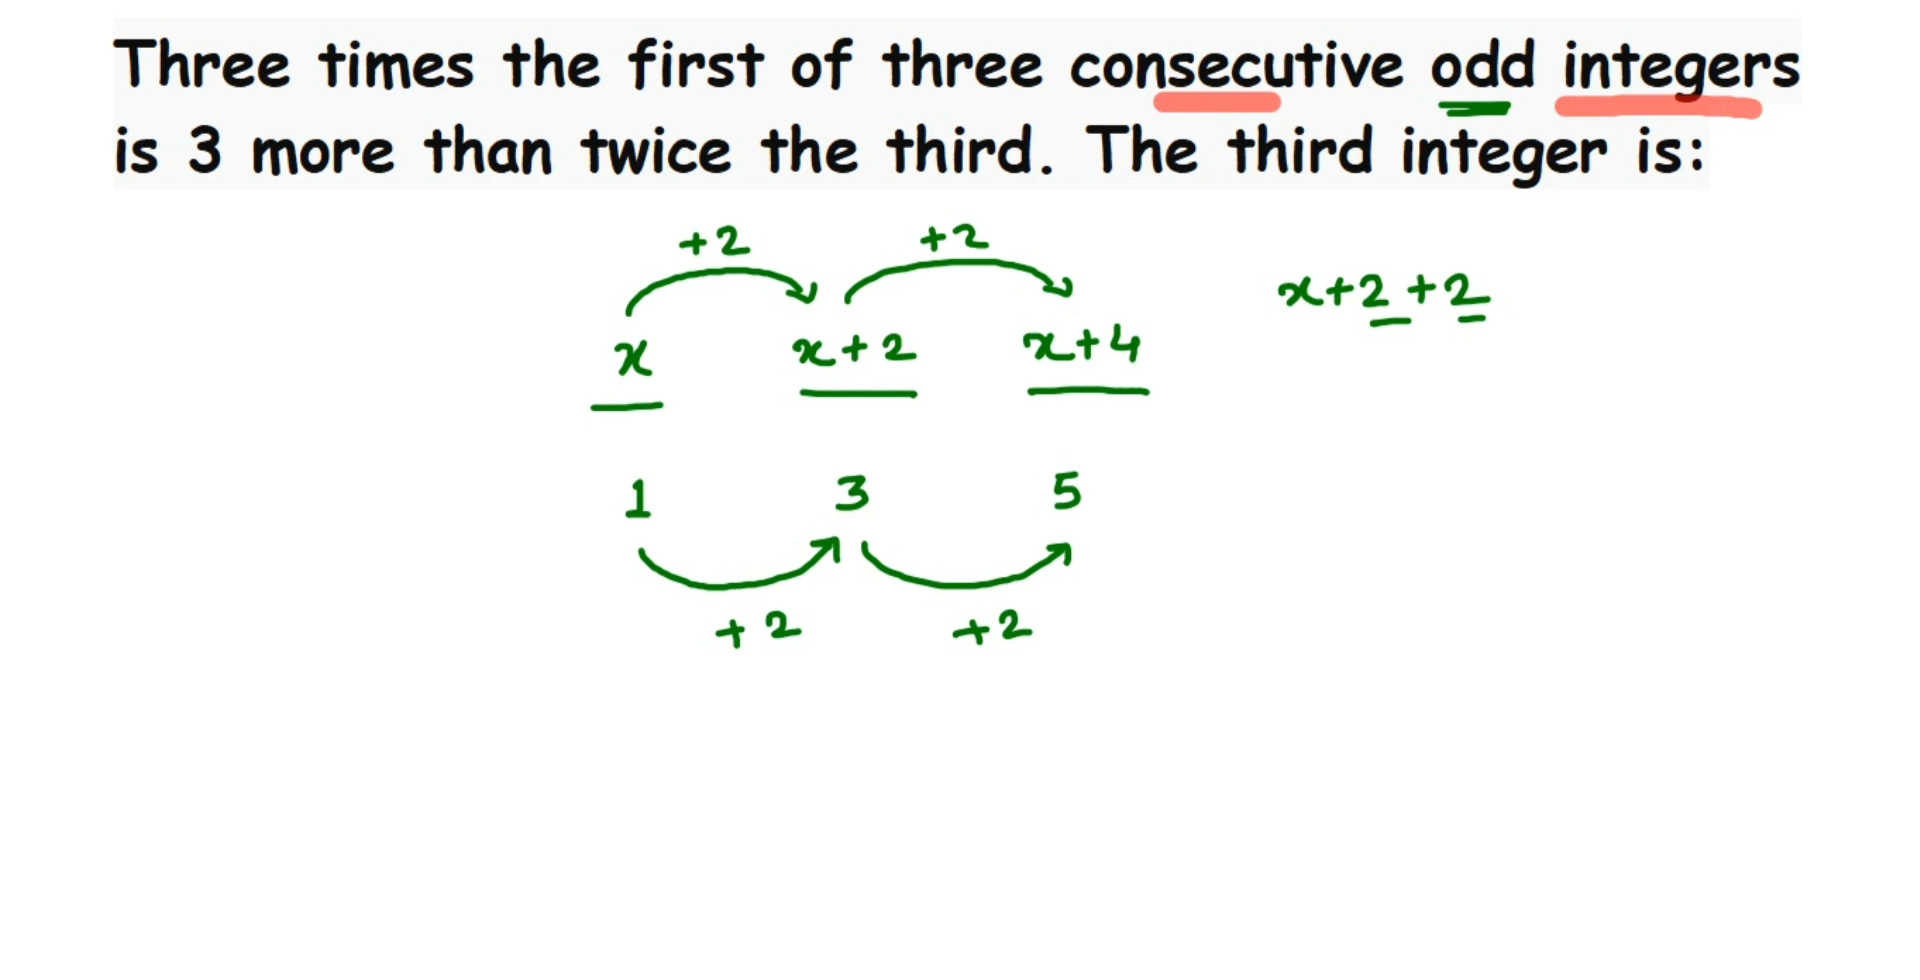 Three times the first of three consecutive odd integers
is 3 more than twice the third. The third integer is:
+2 +2
x+2+2
x x+2 x+4
1 3 5
+2 +2